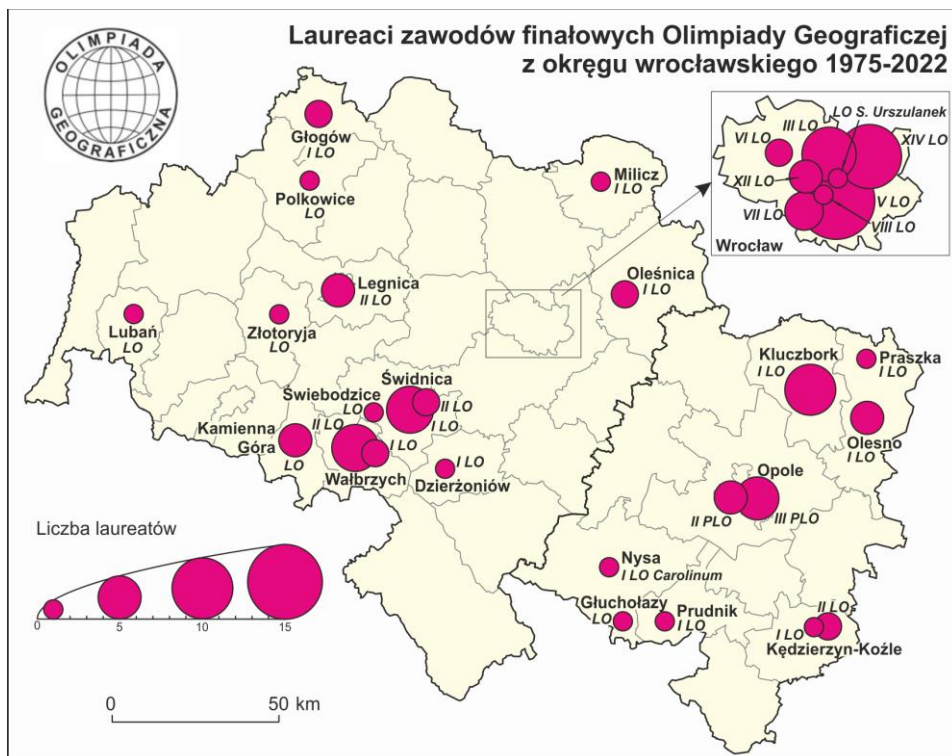 Laureaci zawodów finałowych Olimpiady Geograficzej
z okręgu wrocławskiego 1975-2022
OLIMPIADA
GEOGRAFICZNA
LO S. Urszulanek
III LO
XIV LO
VI LO
XII LO
V LO
VII LO
VIII LO
Wrocław
Głogów
I LO
Polkowice
LO
Milicz
I LO
Legnica
II LO
Oleśnica
I LO
Lubań
LO
Złotoryja
LO
Kluczbork
I LO
Praszka
I LO
Olesno
I LO
Świdnica
II LO
I LO
Świebodzice
LO
Kamienna
Góra
LO
II LO
I LO
Wałbrzych
I LO
Dzierżoniów
Opole
II PLO
III PLO
Nysa
I LO Carolinum
Głuchołazy
LO
Prudnik
I LO
II LO
I LO
Kędzierzyn-Koźle
Liczba laureatów
0 5 10 15
0 50 km